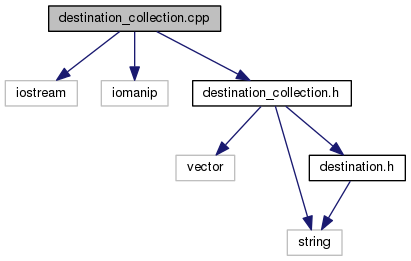 destination_collection.cpp
iostream
iomanip
destination_collection.h
vector
destination.h
string